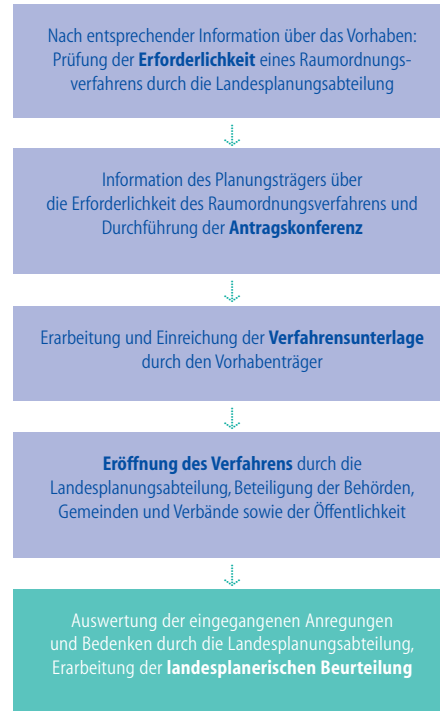 Nach entsprechender Information über das Vorhaben:
Prüfung der Erforderlichkeit eines Raumordnungs-
verfahrens durch die Landesplanungsabteilung
Information des Planungsträgers über
die Erforderlichkeit des Raumordnungsverfahrens und
Durchführung der Antragskonferenz
Erarbeitung und Einreichung der Verfahrensunterlage
durch den Vorhabenträger
Eröffnung des Verfahrens durch die
Landesplanungsabteilung, Beteiligung der Behörden,
Gemeinden und Verbände sowie der Öffentlichkeit
Auswertung der eingegangenen Anregungen
und Bedenken durch die Landesplanungsabteilung,
Erarbeitung der landesplanerischen Beurteilung